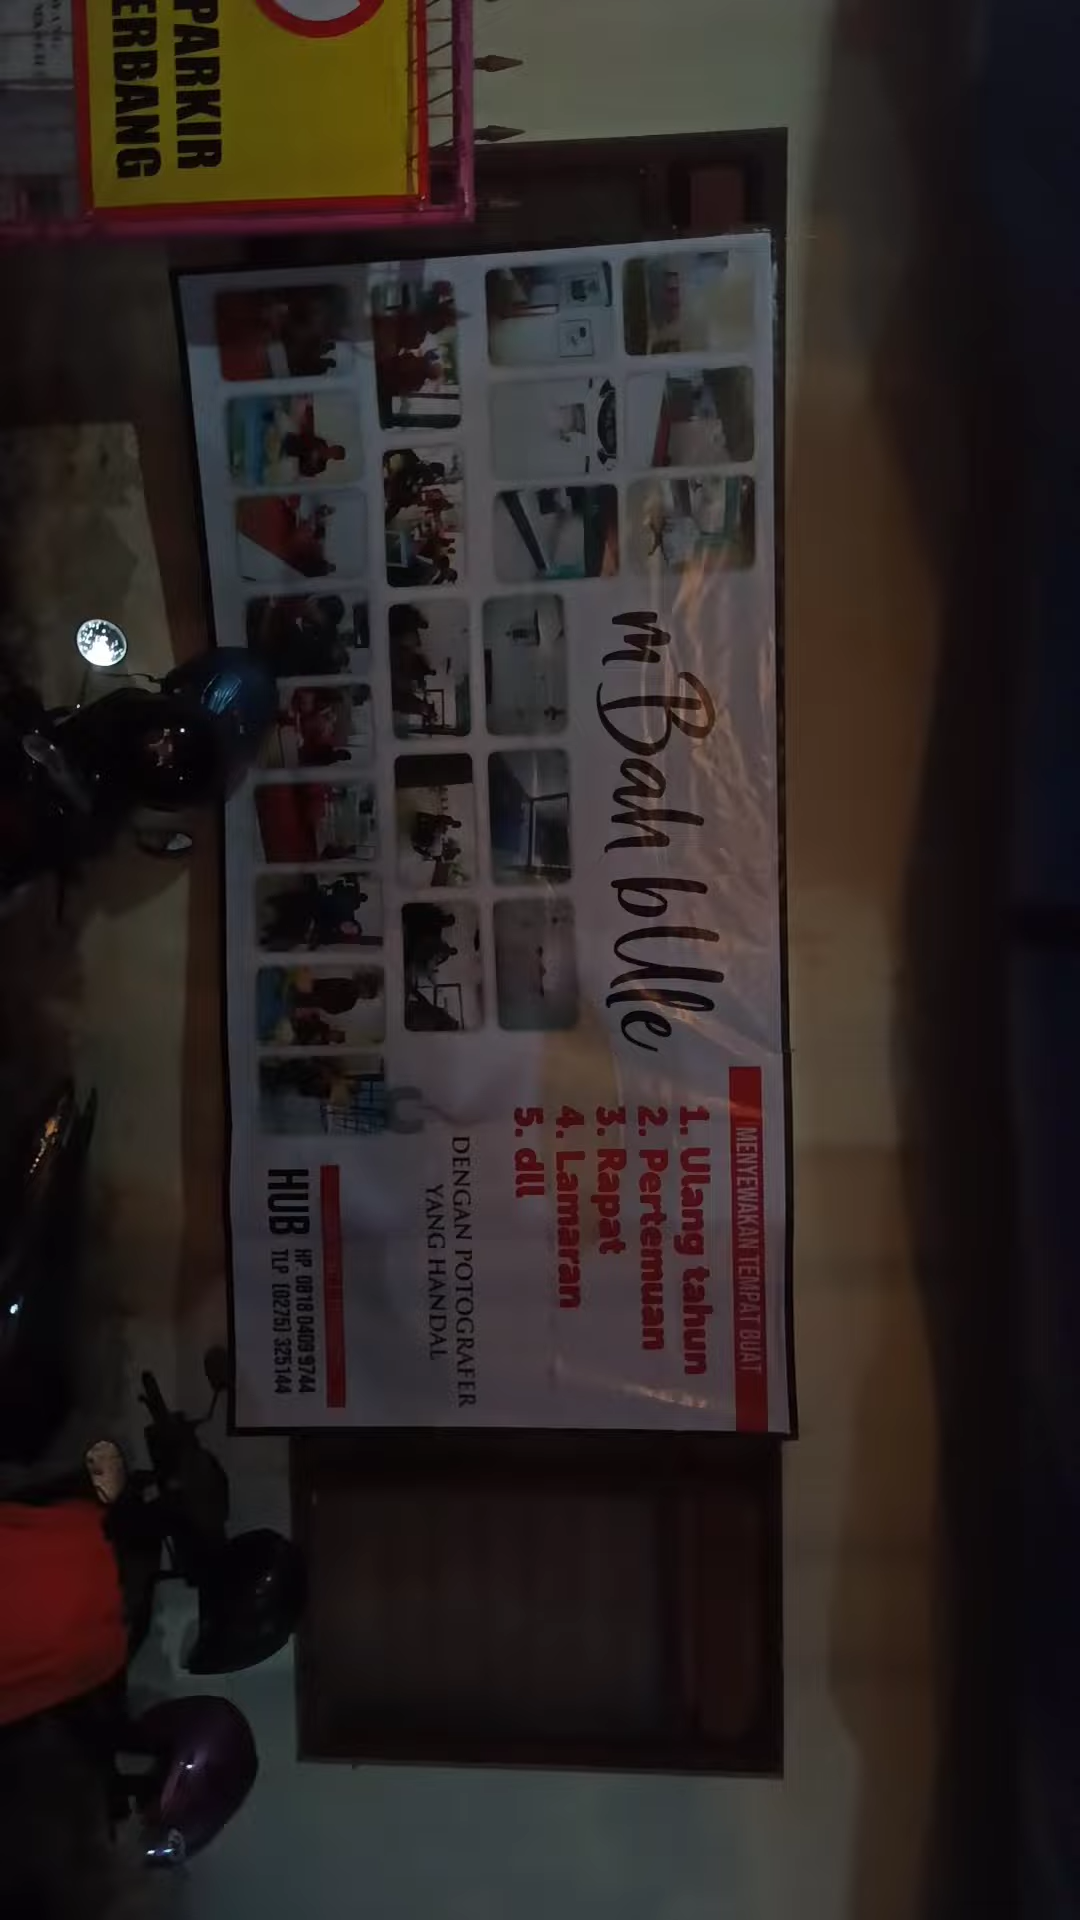 PARKIR
ERBANG
m Bah bUle
MENYEWAKAN TEMPAT BUAT
1. Ulang tahun
2. Pertemuan
3. Rapat
4. Lamaran
5. dll
DENGAN POTOGRAFER
YANG HANDAL
HUB
HP. 0818 0409 9744
TLP (0275) 325144